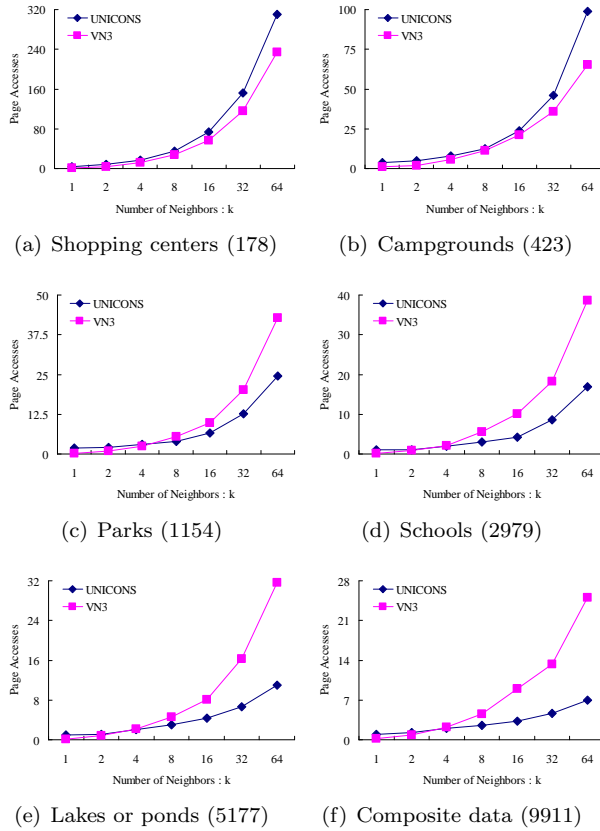 320
240
160
80
0
Page Accesses
UNICONS
VN3
1 2 4 8 16 32 64
Number of Neighbors : k
(a) Shopping centers (178)
100
75
50
25
0
Page Accesses
UNICONS
VN3
1 2 4 8 16 32 64
Number of Neighbors : k
(b) Campgrounds (423)
50
37.5
25
12.5
0
Page Accesses
UNICONS
VN3
1 2 4 8 16 32 64
Number of Neighbors : k
(c) Parks (1154)
40
30
20
10
0
Page Accesses
UNICONS
VN3
1 2 4 8 16 32 64
Number of Neighbors : k
(d) Schools (2979)
32
24
16
8
0
Page Accesses
UNICONS
VN3
1 2 4 8 16 32 64
Number of Neighbors : k
(e) Lakes or ponds (5177)
28
21
14
7
0
Page Accesses
UNICONS
VN3
1 2 4 8 16 32 64
Number of Neighbors : k
(f) Composite data (9911)